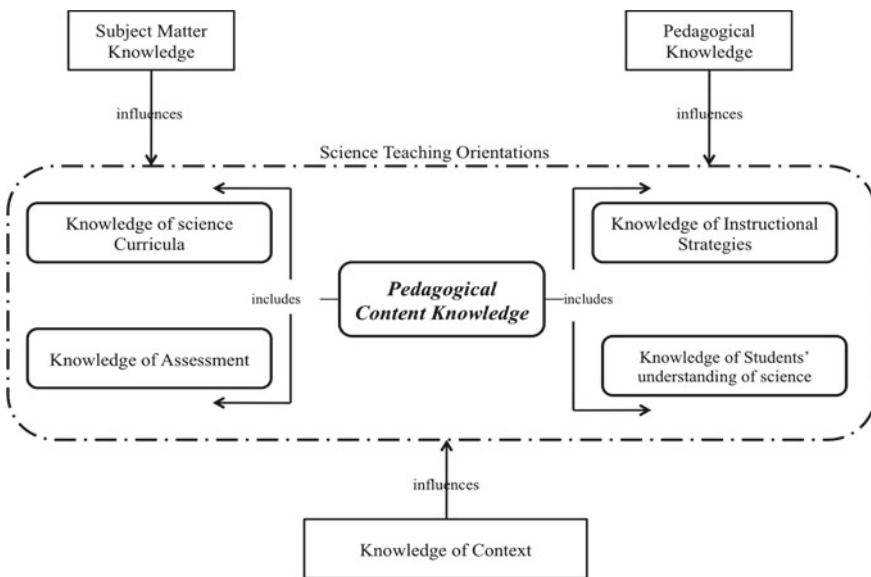 Subject Matter
Knowledge
Pedagogical
Knowledge
influences
influences
Science Teaching Orientations
Knowledge of science
Curricula
Knowledge of Instructional
Strategies
includes
Pedagogical
Content Knowledge
includes
Knowledge of Assessment
Knowledge of Students’
understanding of science
influences
Knowledge of Context